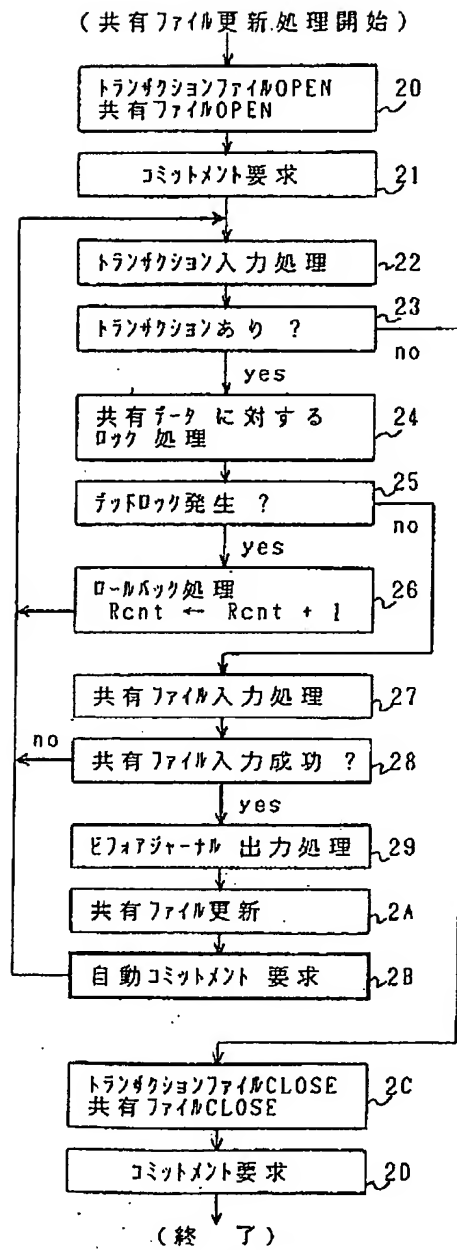 (共有ファイル更新処理開始)
トランザクションファイルOPEN
共有ファイルOPEN
20
コミットメント要求
21
トランザクション入力処理
22
トランザクションあり ?
23
no
yes
共有データ に対する
ロック 処理
24
デッドロック発生 ?
25
no
yes
ロールバック処理
Rcnt ← Rcnt + 1
26
共有ファイル入力処理
27
no
共有ファイル入力成功 ?
28
yes
ビフォアジャーナル 出力処理
29
共有ファイル更新
2A
自動コミットメント 要求
2B
トランザクションファイルCLOSE
共有ファイルCLOSE
2C
コミットメント要求
2D
(終 了)